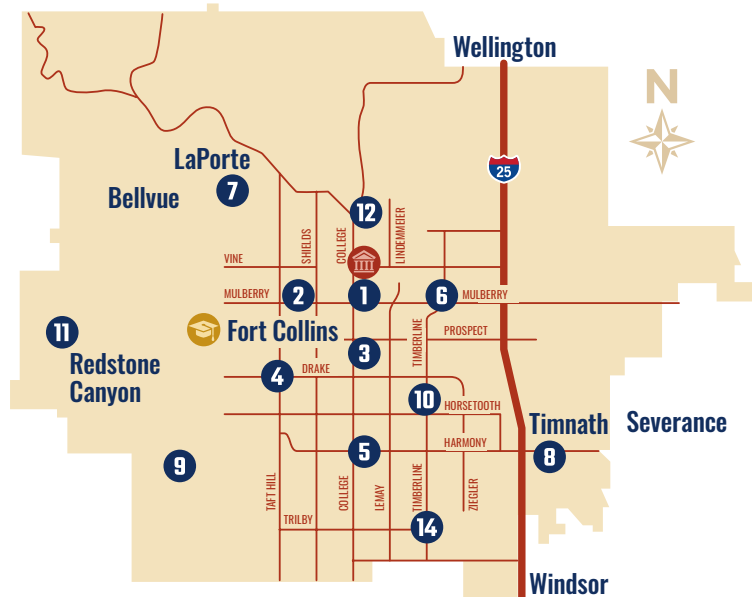 Wellington
N
25
LaPorte
7
Bellvue
12
SHIELDS
COLLEGE
LINDENMEIER
VINE
MULBERRY
2
1
6
MULBERRY
11
Fort Collins
TIMBERLINE
PROSPECT
Redstone
Canyon
3
4
DRAKE
10
HORSETOOTH
Timnath
Severance
HARMONY
5
8
9
TAFT HILL
COLLEGE
LEMAY
TIMBERLINE
ZIEGLER
TRILBY
14
Windsor